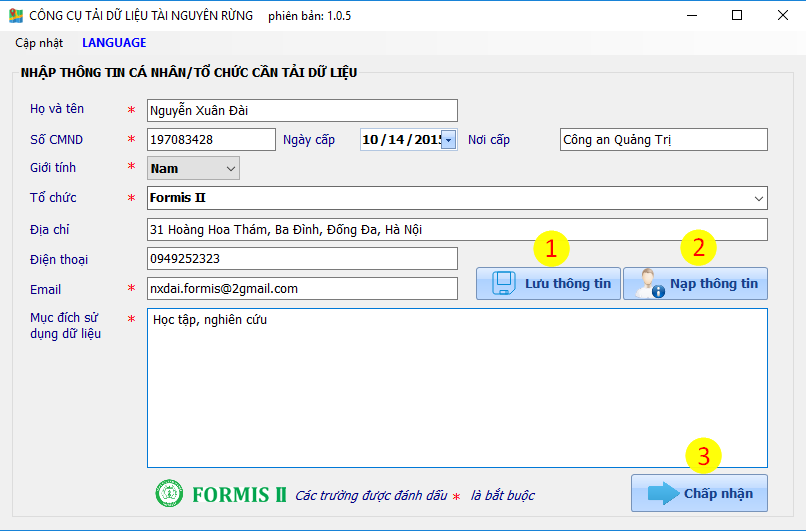 CÔNG CỤ TẢI DỮ LIỆU TÀI NGUYÊN RỪNG phiên bản: 1.0.5
Cập nhật LANGUAGE
NHẬP THÔNG TIN CÁ NHÂN/TỔ CHỨC CẦN TẢI DỮ LIỆU
Họ và tên * Nguyễn Xuân Đài
Số CMND * 197083428 Ngày cấp 10/14/2015 Nơi cấp Công an Quảng Trị
Giới tính * Nam
Tổ chức * Formis II
Địa chỉ 31 Hoàng Hoa Thám, Ba Đình, Đống Đa, Hà Nội
1 2
Điện thoại 0949252323
Lưu thông tin Nạp thông tin
Email * nxdai.formis@2gmail.com
Mục đích sử * Học tập, nghiên cứu
dụng dữ liệu
3
FORMIS II Các trường được đánh dấu * là bắt buộc Chấp nhận